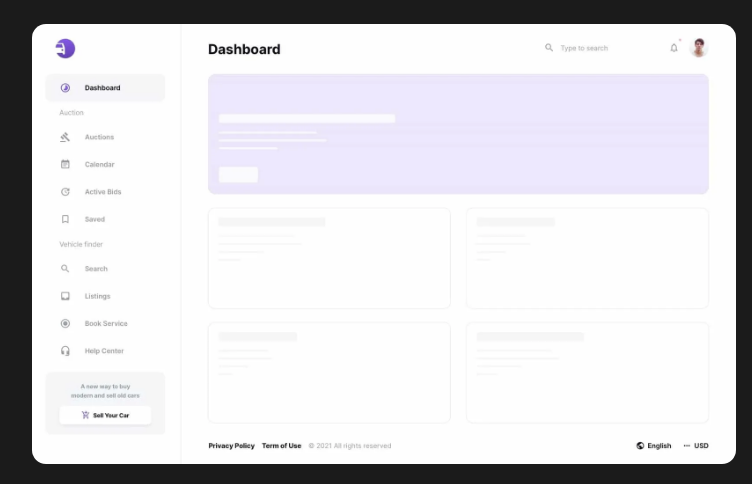 Dashboard
Type to search
Dashboard
Auction
Auctions
Calendar
Active Bids
Saved
Vehicle finder
Search
Listings
Book Service
Help Center
A new way to buy
modern and sell old cars
Sell Your Car
Privacy Policy Term of Use © 2021 All rights reserved
English USD